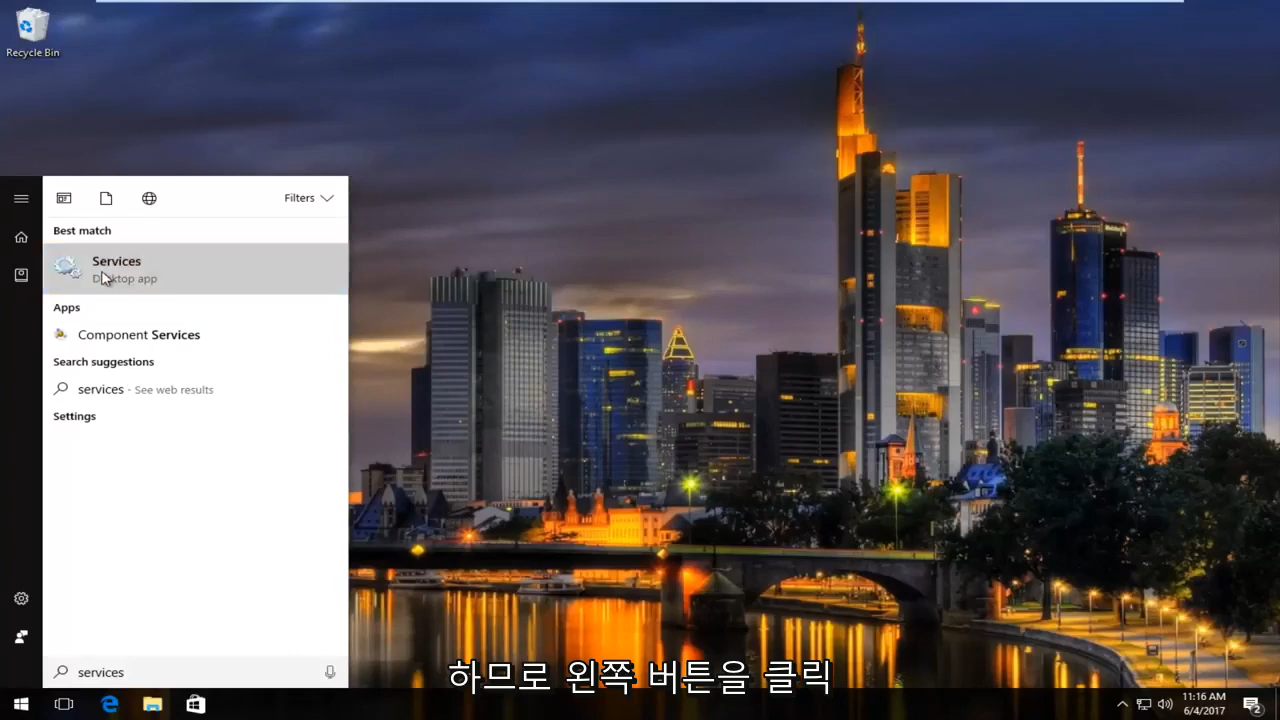 Recycle Bin
Filters
Best match
Services
Desktop app
Apps
Component Services
Search suggestions
services - See web results
Settings
services
하므로 왼쪽 버튼을 클릭
11:16 AM
6/4/2017
2